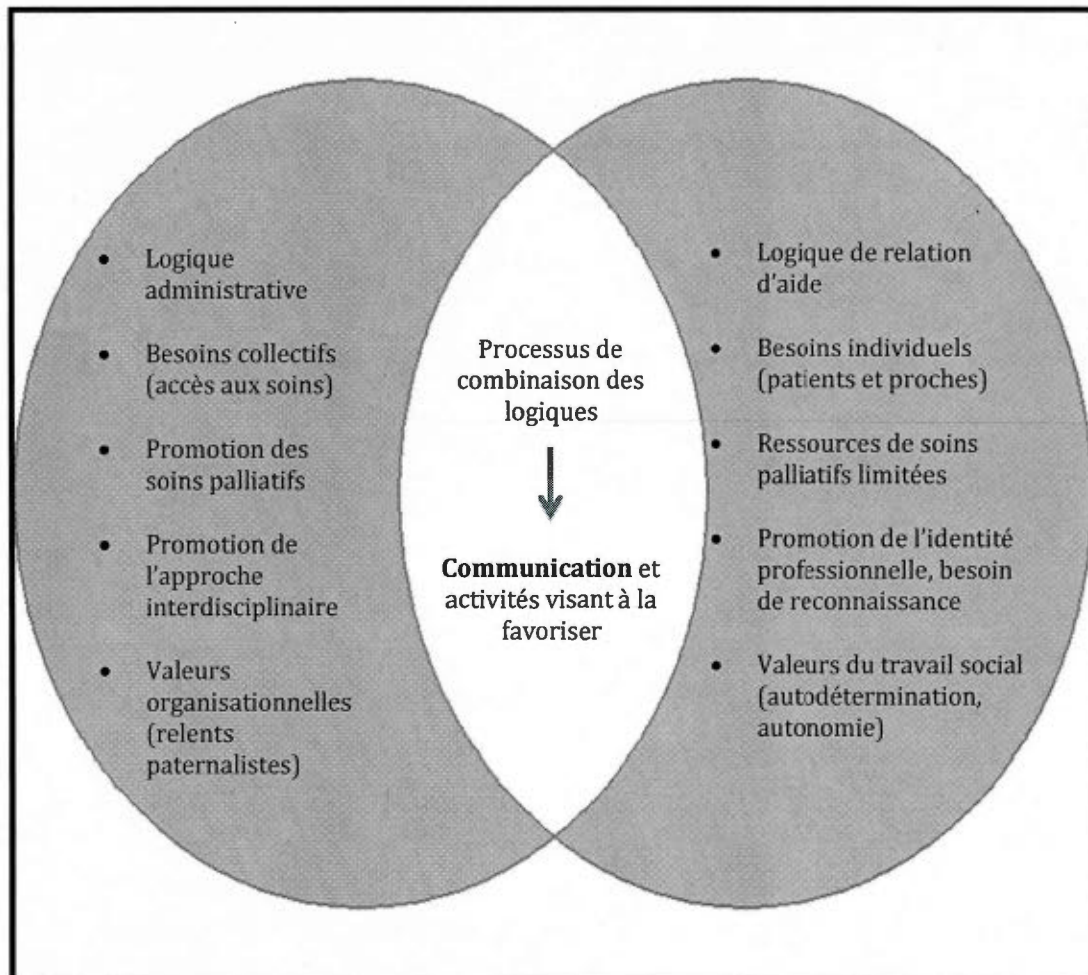 • Logique
administrative
• Besoins collectifs
(accès aux soins)
• Promotion des
soins palliatifs
• Promotion de
l'approche
interdisciplinaire
• Valeurs
organisationnelles
(relents
paternalistes)
Processus de
combinaison des
logiques
Communication et
activités visant à la
favoriser
• Logique de relation
d'aide
• Besoins individuels
(patients et proches)
• Ressources de soins
palliatifs limitées
• Promotion de l'identité
professionnelle, besoin
de reconnaissance
• Valeurs du travail social
(autodétermination,
autonomie)